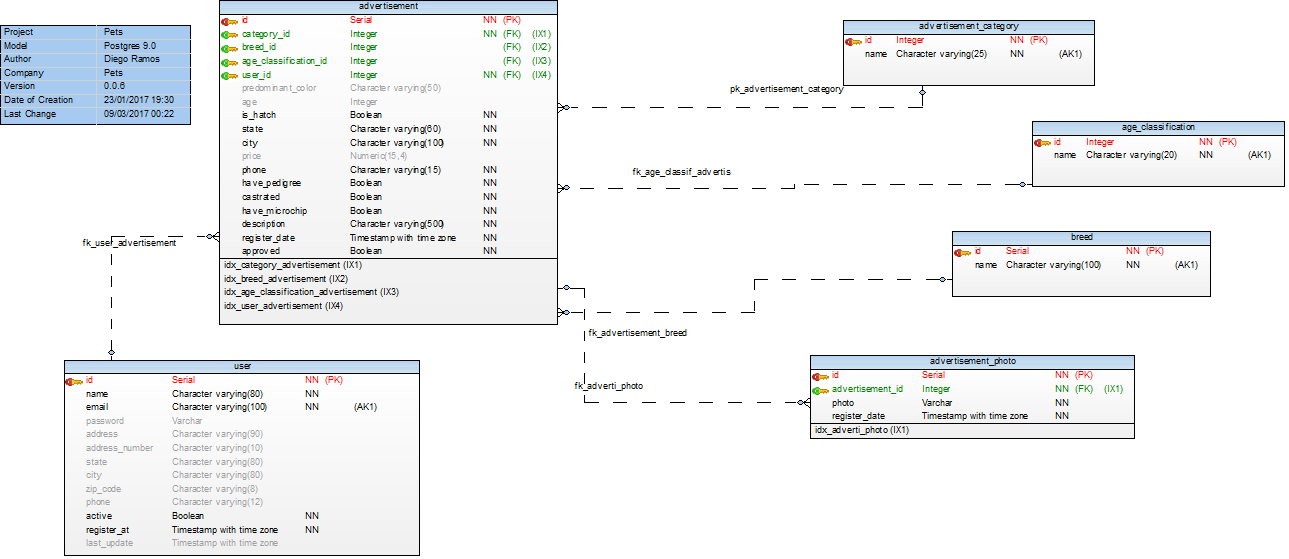 Project Pets
Model Postgres 9.0
Author Diego Ramos
Company Pets
Version 0.0.6
Date of Creation 23/01/2017 19:30
Last Change 09/03/2017 00:22
advertisement
id Serial NN (PK)
category_id Integer NN (FK) (IX1)
breed_id Integer (FK) (IX2)
age_classification_id Integer (FK) (IX3)
user_id Integer NN (FK) (IX4)
predominant_color Character varying(50)
age Integer
is_hatch Boolean NN
state Character varying(60) NN
city Character varying(100) NN
price Numeric(15,4)
phone Character varying(15) NN
have_pedigree Boolean NN
castrated Boolean NN
have_microchip Boolean NN
description Character varying(500) NN
register_date Timestamp with time zone NN
approved Boolean NN
idx_category_advertisement (IX1)
idx_breed_advertisement (IX2)
idx_age_classification_advertisement (IX3)
idx_user_advertisement (IX4)
advertisement_category
id Integer NN (PK)
name Character varying(25) NN (AK1)
pk_advertisement_category
age_classification
id Integer NN (PK)
name Character varying(20) NN (AK1)
fk_age_classif_advertis
breed
id Serial NN (PK)
name Character varying(100) NN (AK1)
fk_user_advertisement
fk_advertisement_breed
fk_adverti_photo
advertisement_photo
id Serial NN (PK)
advertisement_id Integer NN (FK) (IX1)
photo Varchar NN
register_date Timestamp with time zone NN
idx_adverti_photo (IX1)
user
id Serial NN (PK)
name Character varying(80) NN
email Character varying(100) NN (AK1)
password Varchar
address Character varying(90)
address_number Character varying(10)
state Character varying(80)
city Character varying(80)
zip_code Character varying(8)
phone Character varying(12)
active Boolean NN
register_at Timestamp with time zone NN
last_update Timestamp with time zone